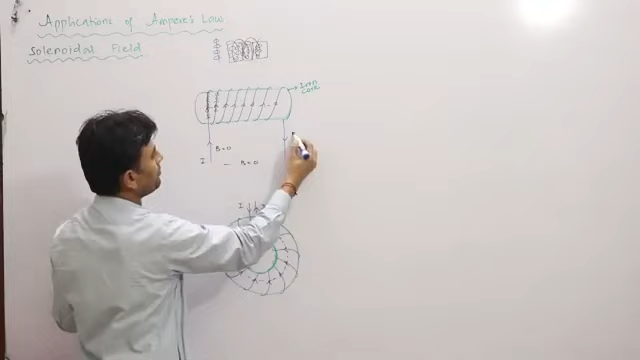 Applications of Ampere's Law
Solenoidal Field
Iron
Core
B=0
I
B=0
I